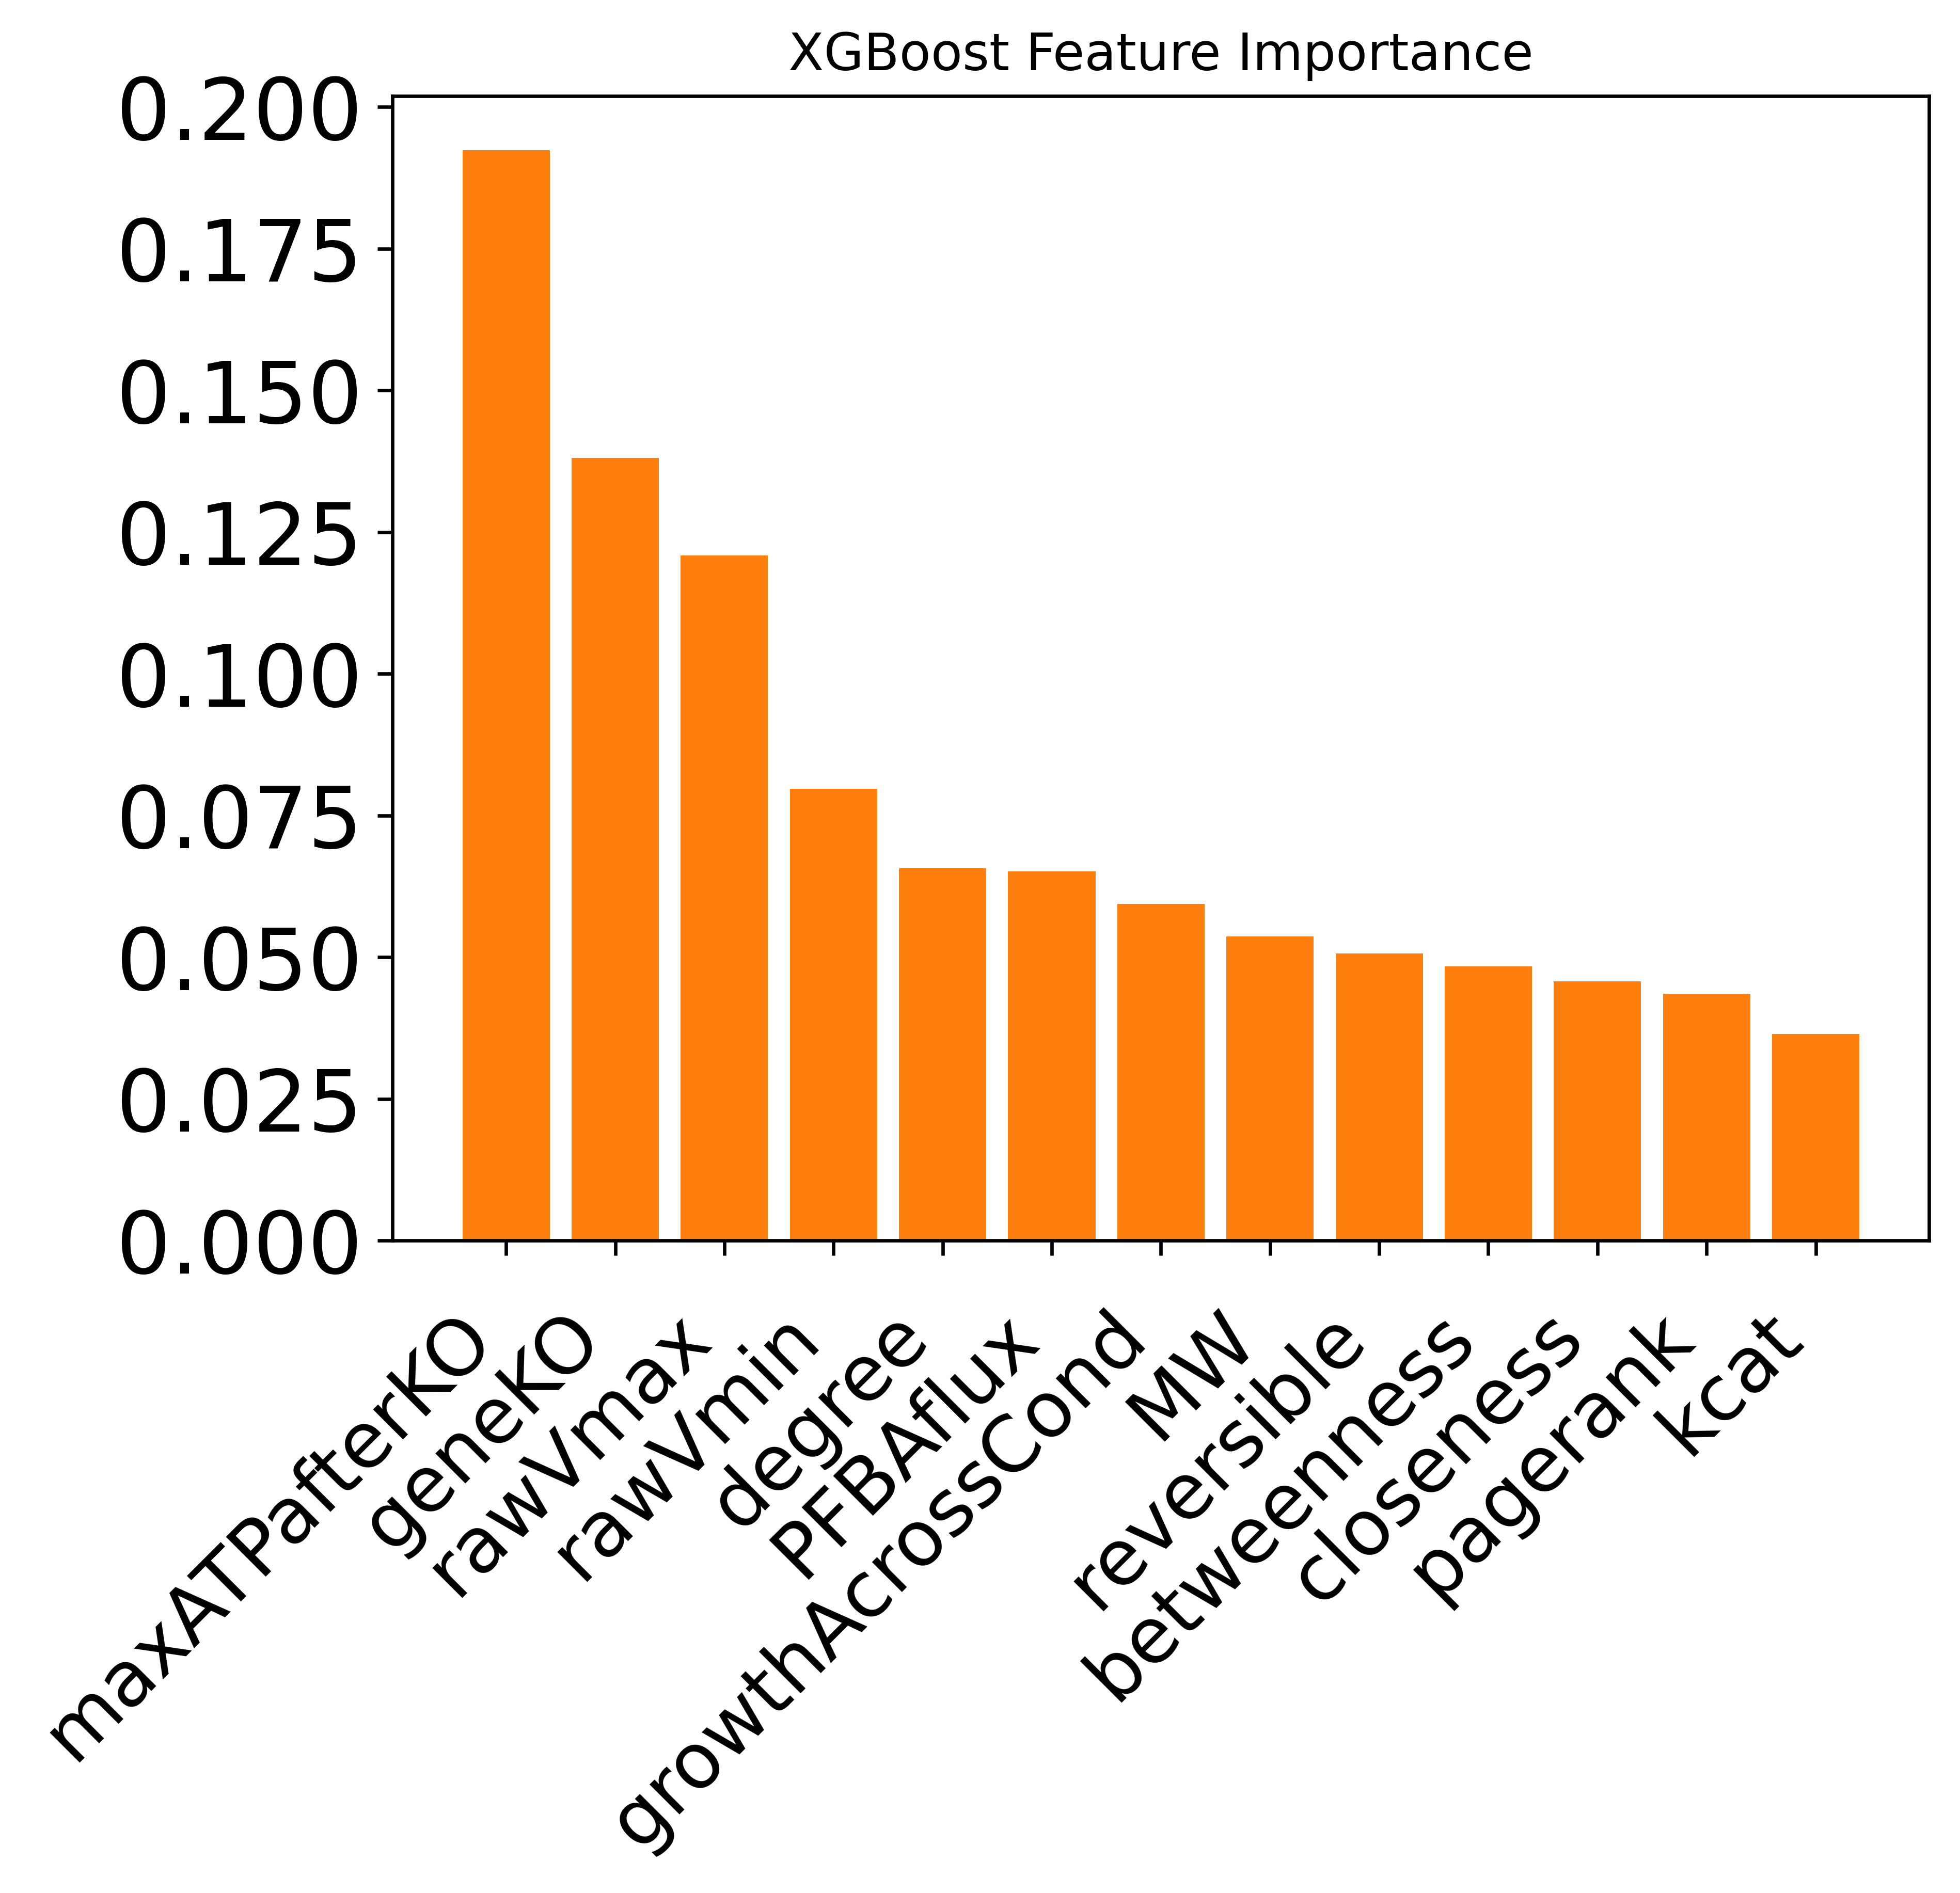 XGBoost Feature Importance
0.200
0.175
0.150
0.125
0.100
0.075
0.050
0.025
0.000
maxATPafterKO
geneKO
rawVmax
rawVmin
degree
PFBAflux
growthAcrossCond
MW
reversible
betweenness
closeness
pagerank
Kcat